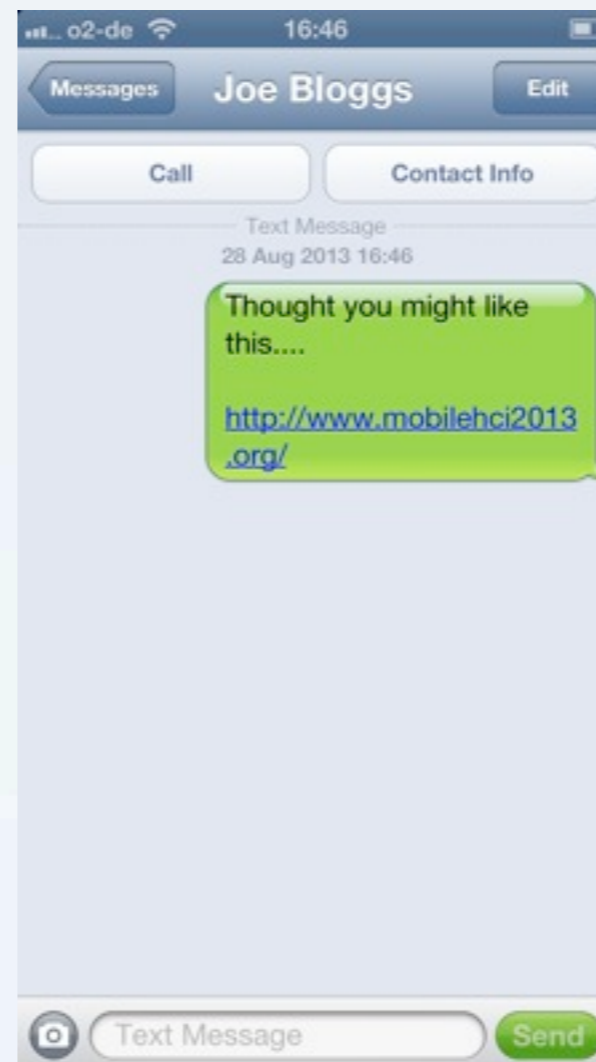 o2-de 16:46
Messages Joe Bloggs Edit
Call Contact Info
Text Message
28 Aug 2013 16:46
Thought you might like
this....
http://www.mobilehci2013
.org/
Text Message Send